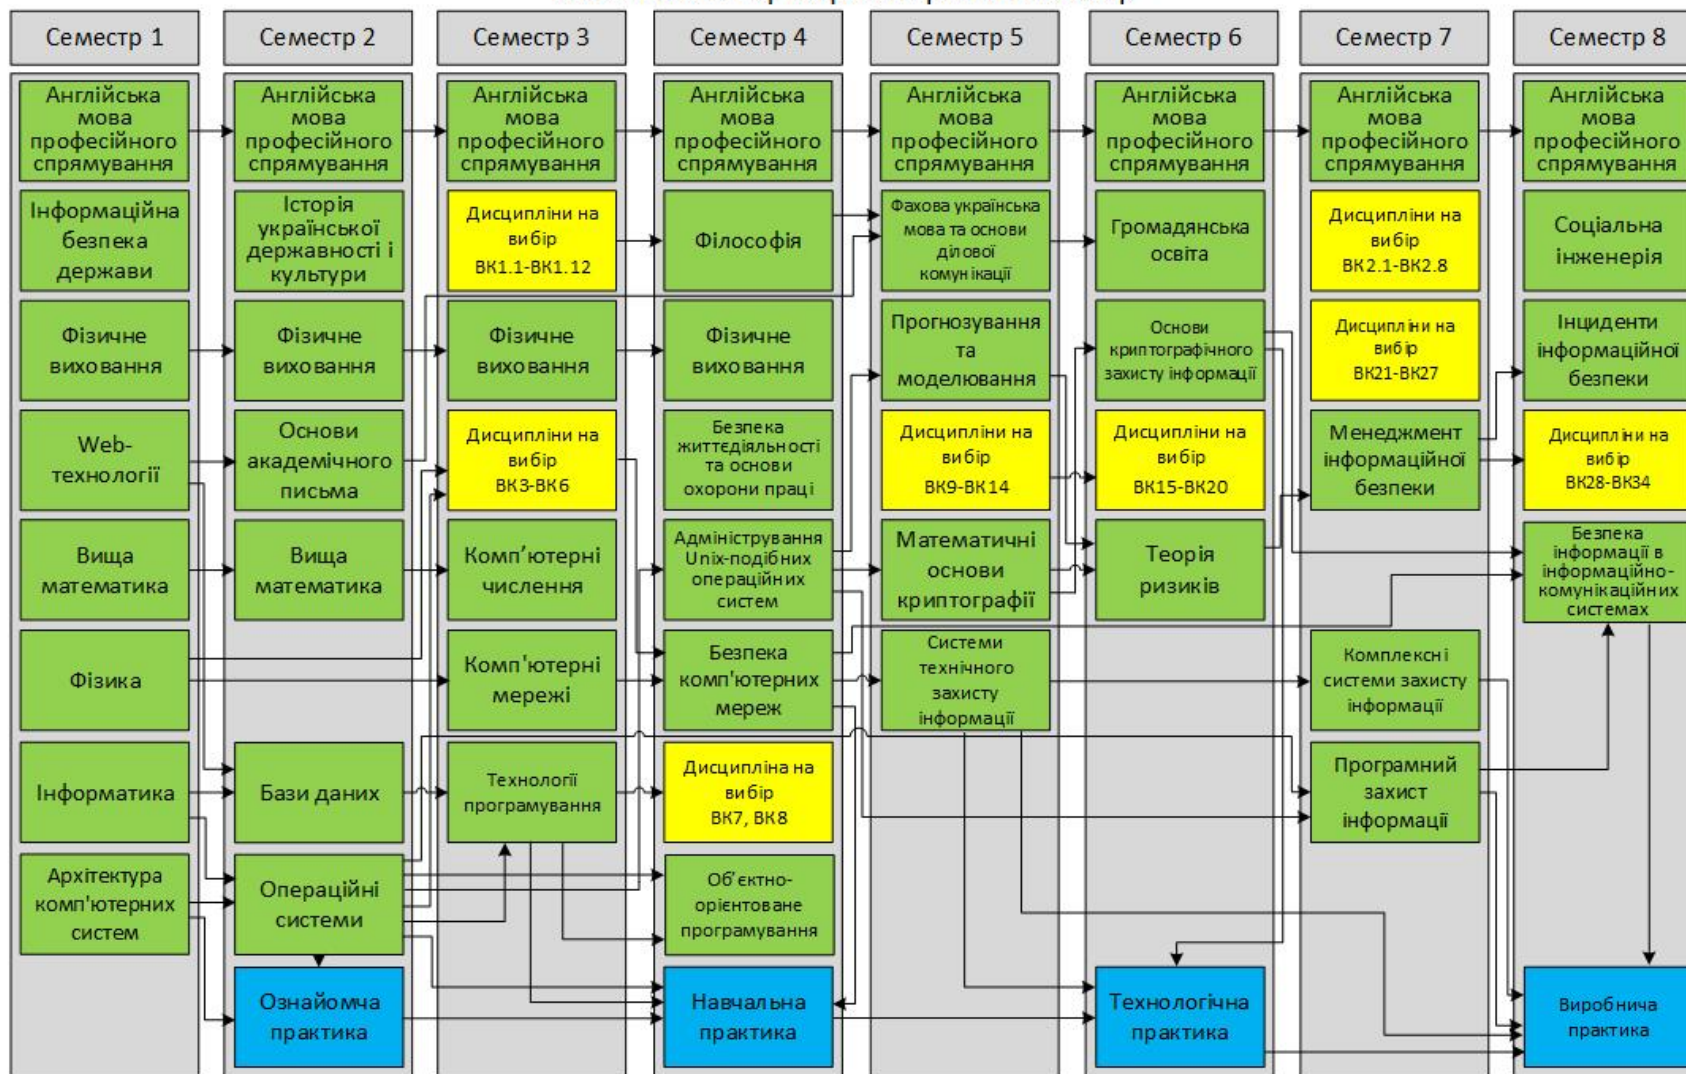 Семестр 1
Семестр 2
Семестр 3
Семестр 4
Семестр 5
Семестр 6
Семестр 7
Семестр 8
Англійська
мова
професійного
спрямування
Інформаційна
безпека
держави
Фізичне
виховання
Web-
технології
Вища
математика
Фізика
Інформатика
Архітектура
комп'ютерних
систем
Англійська
мова
професійного
спрямування
Історія
української
державності і
культури
Фізичне
виховання
Основи
академічного
письма
Вища
математика
Бази даних
Операційні
системи
Ознайомча
практика
Англійська
мова
професійного
спрямування
Дисципліни на
вибір
ВК1.1-ВК1.12
Фізичне
виховання
Дисципліни на
вибір
ВК3-ВК6
Комп’ютерні
числення
Комп'ютерні
мережі
Технології
програмування
Англійська
мова
професійного
спрямування
Філософія
Фізичне
виховання
Безпека
життєдіяльності
та основи
охорони праці
Адміністрування
Unix-подібних
операційних
систем
Безпека
комп'ютерних
мереж
Дисципліна на
вибір
ВК7, ВК8
Об’єктно-
орієнтоване
програмування
Навчальна
практика
Англійська
мова
професійного
спрямування
Фахова українська
мова та основи
ділової
комунікації
Прогнозування
та
моделювання
Дисципліни на
вибір
ВК9-ВК14
Математичні
основи
криптографії
Системи
технічного
захисту
інформації
Англійська
мова
професійного
спрямування
Громадянська
освіта
Основи
криптографічного
захисту інформації
Дисципліни на
вибір
ВК15-ВК20
Теорія
ризиків
Технологічна
практика
Англійська
мова
професійного
спрямування
Дисципліни на
вибір
ВК2.1-ВК2.8
Дисципліни на
вибір
ВК21-ВК27
Менеджмент
інформаційної
безпеки
Комплексні
системи захисту
інформації
Програмний
захист
інформації
Англійська
мова
професійного
спрямування
Соціальна
інженерія
Інциденти
інформаційної
безпеки
Дисципліни на
вибір
ВК28-ВК34
Безпека
інформації в
інформаційно-
комунікаційних
системах
Виробнича
практика